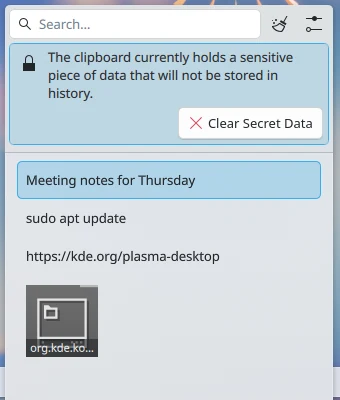 Search...
The clipboard currently holds a sensitive
piece of data that will not be stored in
history.
Clear Secret Data
Meeting notes for Thursday
sudo apt update
https://kde.org/plasma-desktop
org.kde.ko...